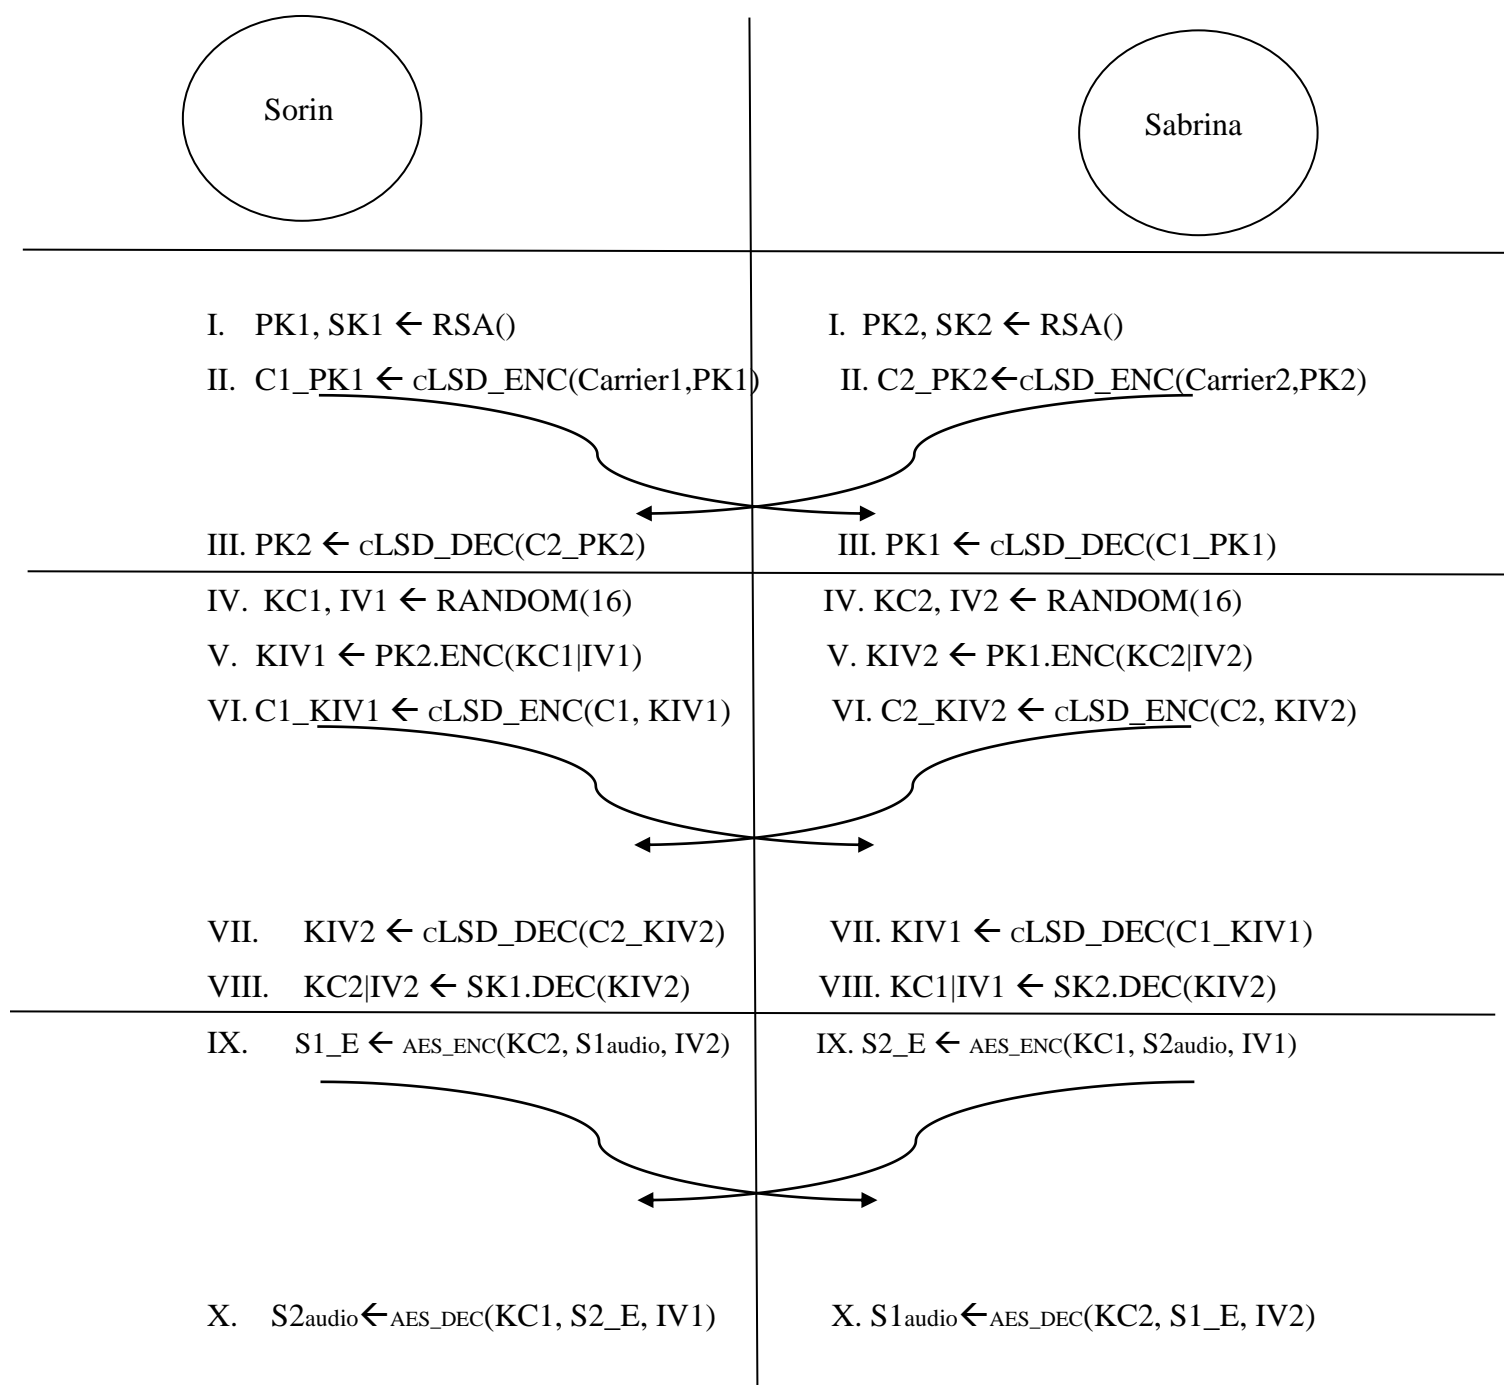 Sorin
Sabrina
I. PK1, SK1 ← RSA()
I. PK2, SK2 ← RSA()
II. C1_PK1 ← cLSD_ENC(Carrier1,PK1)
II. C2_PK2←cLSD_ENC(Carrier2,PK2)
III. PK2 ← cLSD_DEC(C2_PK2)
III. PK1 ← cLSD_DEC(C1_PK1)
IV. KC1, IV1 ← RANDOM(16)
IV. KC2, IV2 ← RANDOM(16)
V. KIV1 ← PK2.ENC(KC1|IV1)
V. KIV2 ← PK1.ENC(KC2|IV2)
VI. C1_KIV1 ← cLSD_ENC(C1, KIV1)
VI. C2_KIV2 ← cLSD_ENC(C2, KIV2)
VII. KIV2 ← cLSD_DEC(C2_KIV2)
VII. KIV1 ← cLSD_DEC(C1_KIV1)
VIII. KC2|IV2 ← SK1.DEC(KIV2)
VIII. KC1|IV1 ← SK2.DEC(KIV2)
IX. S1_E ← AES_ENC(KC2, S1audio, IV2)
IX. S2_E ← AES_ENC(KC1, S2audio, IV1)
X. S2audio←AES_DEC(KC1, S2_E, IV1)
X. S1audio←AES_DEC(KC2, S1_E, IV2)